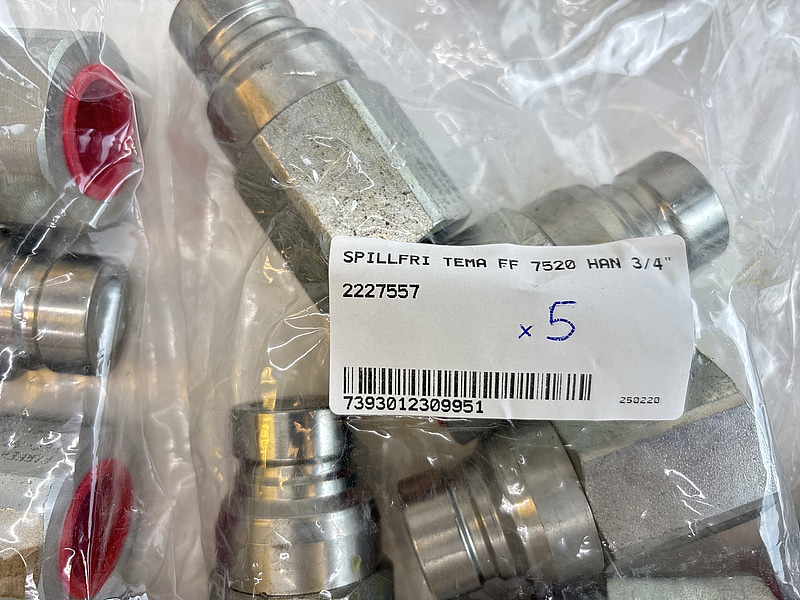 SPILLFRI TEMA FF 7520 HAN 3/4"
2227557
x 5
7393012309951
250220